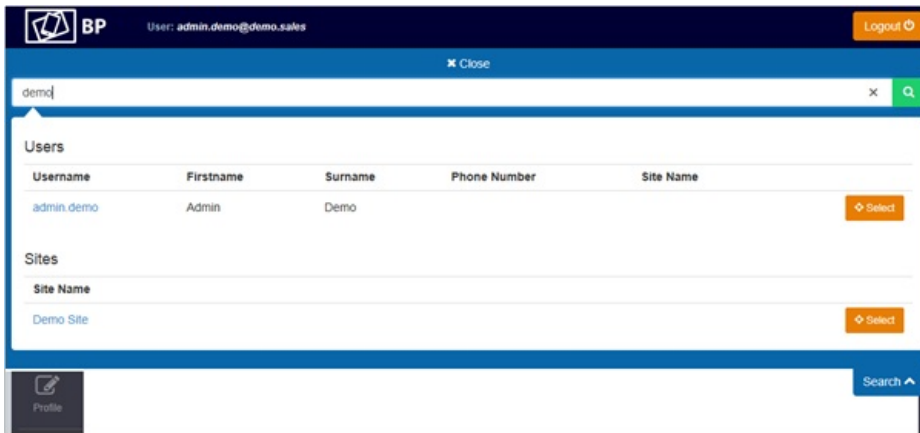 BP User: admin.demo@demo.sales Logout
Close
demo
Users
Username Firstname Surname Phone Number Site Name
admin.demo Admin Demo Select
Sites
Site Name
Demo Site Select
Search
Profile